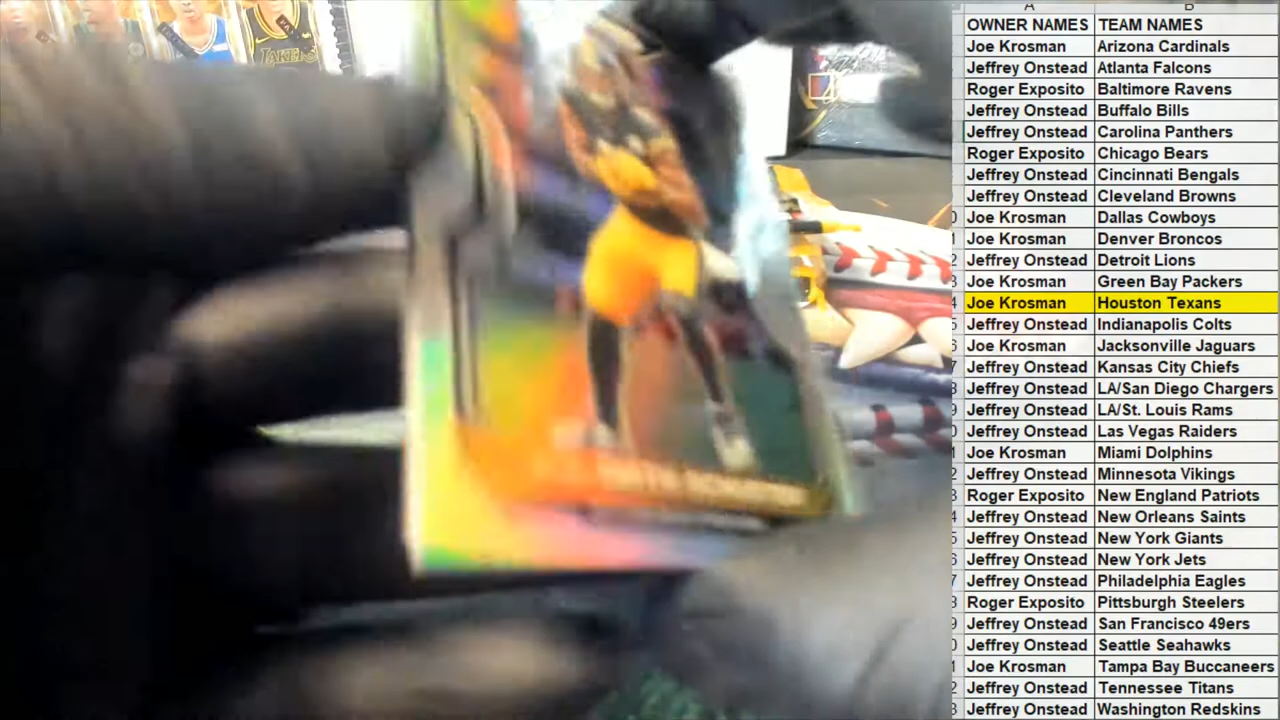 LAKERS
A B
OWNER NAMES TEAM NAMES
Joe Krosman Arizona Cardinals
Jeffrey Onstead Atlanta Falcons
Roger Exposito Baltimore Ravens
Jeffrey Onstead Buffalo Bills
Jeffrey Onstead Carolina Panthers
Roger Exposito Chicago Bears
Jeffrey Onstead Cincinnati Bengals
Jeffrey Onstead Cleveland Browns
Joe Krosman Dallas Cowboys
Joe Krosman Denver Broncos
Jeffrey Onstead Detroit Lions
Joe Krosman Green Bay Packers
Joe Krosman Houston Texans
Jeffrey Onstead Indianapolis Colts
Joe Krosman Jacksonville Jaguars
Jeffrey Onstead Kansas City Chiefs
Jeffrey Onstead LA/San Diego Chargers
Jeffrey Onstead LA/St. Louis Rams
Jeffrey Onstead Las Vegas Raiders
Joe Krosman Miami Dolphins
Jeffrey Onstead Minnesota Vikings
Roger Exposito New England Patriots
Jeffrey Onstead New Orleans Saints
Jeffrey Onstead New York Giants
Jeffrey Onstead New York Jets
Jeffrey Onstead Philadelphia Eagles
Roger Exposito Pittsburgh Steelers
Jeffrey Onstead San Francisco 49ers
Jeffrey Onstead Seattle Seahawks
Joe Krosman Tampa Bay Buccaneers
Jeffrey Onstead Tennessee Titans
Jeffrey Onstead Washington Redskins